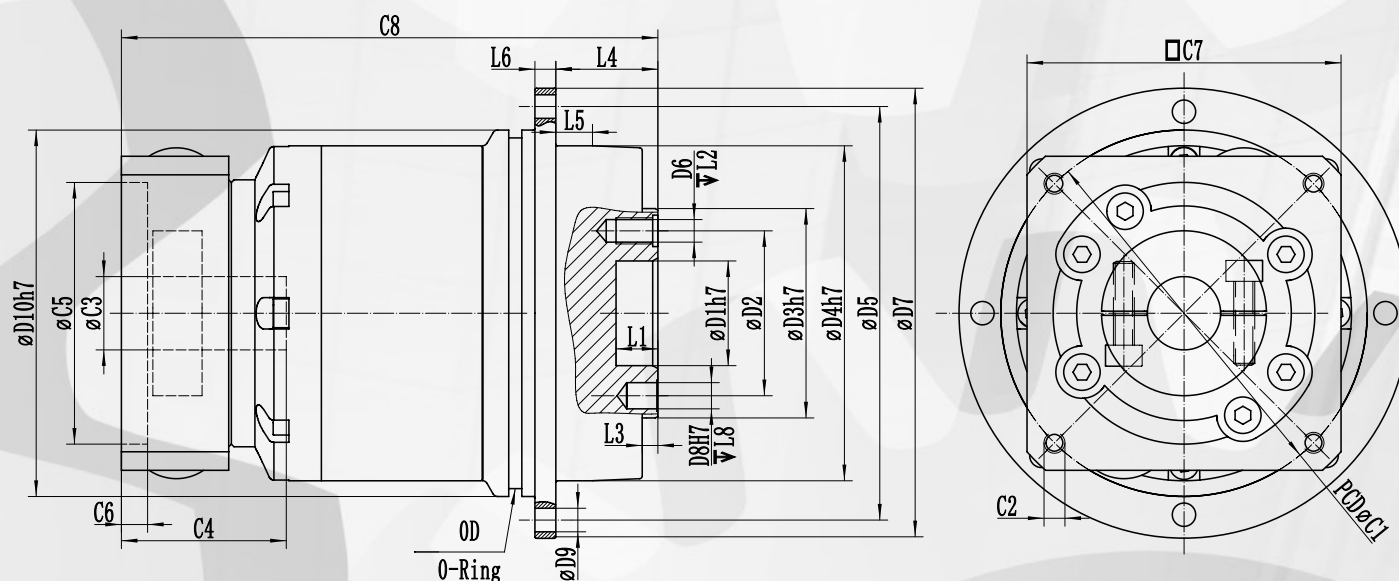 C8
L6
L4
□C7
L5
D6
↧L2
øD10h7
øC5
øC3
L1
øD1h7
øD2
øD3h7
øD4h7
øD5
øD7
L3
D8H7
↧L8
C6
C4
OD
O-Ring
øD9
C2
PCDøC1